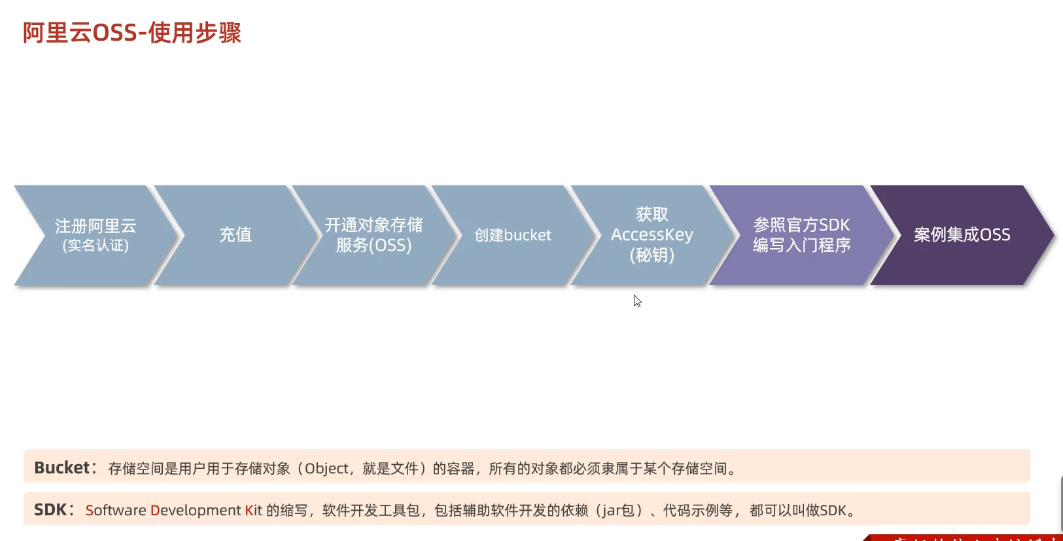 阿里云OSS-使用步骤
注册阿里云
(实名认证)
充值
开通对象存储
服务(OSS)
创建bucket
获取
AccessKey
(秘钥)
参照官方SDK
编写入门程序
案例集成OSS
Bucket：存储空间是用户用于存储对象（Object，就是文件）的容器，所有的对象都必须隶属于某个存储空间。
SDK：Software Development Kit 的缩写，软件开发工具包，包括辅助软件开发的依赖（jar包）、代码示例等，都可以叫做SDK。